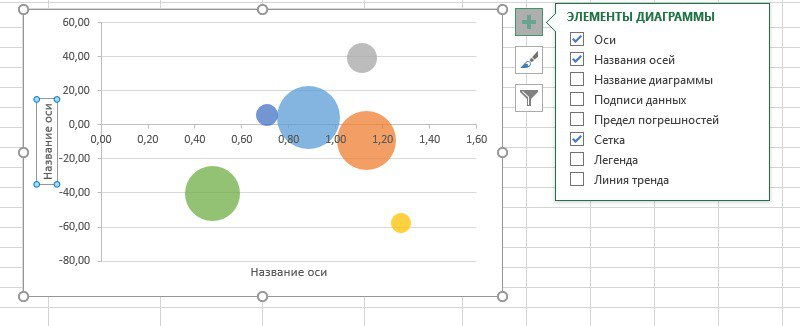 60,00
40,00
20,00
0,00
0,00 0,20 0,40 0,60 0,80 1,00 1,20 1,40 1,60
-20,00
-40,00
-60,00
-80,00
Название оси
Название оси
ЭЛЕМЕНТЫ ДИАГРАММЫ
Оси
Названия осей
Название диаграммы
Подписи данных
Предел погрешностей
Сетка
Легенда
Линия тренда